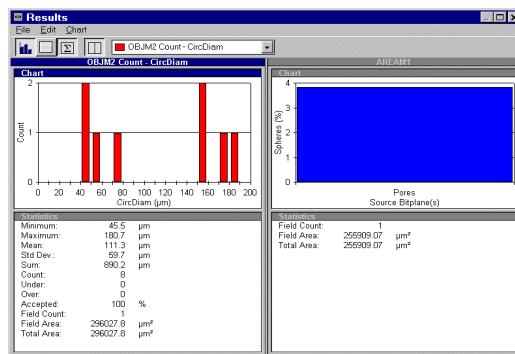 Results
File Edit Chart
OBJM2 Count - CircDiam
OBJM2 Count - CircDiam
Chart
2
1
0
Count
0 20 40 60 80 100 120 140 160 180 200
CircDiam (µm)
Statistics
Minimum: 45.5 µm
Maximum: 180.7 µm
Mean: 111.3 µm
Std Dev.: 59.7 µm
Sum: 890.2 µm
Count: 8
Under: 0
Over: 0
Accepted: 100 %
Field Count: 1
Field Area: 296027.8 µm²
Total Area: 296027.8 µm²
AREAM1
Chart
4
3
2
1
0
Spheres (%)
Pores
Source Bitplane(s)
Statistics
Field Count: 1
Field Area: 255909.07 µm²
Total Area: 255909.07 µm²